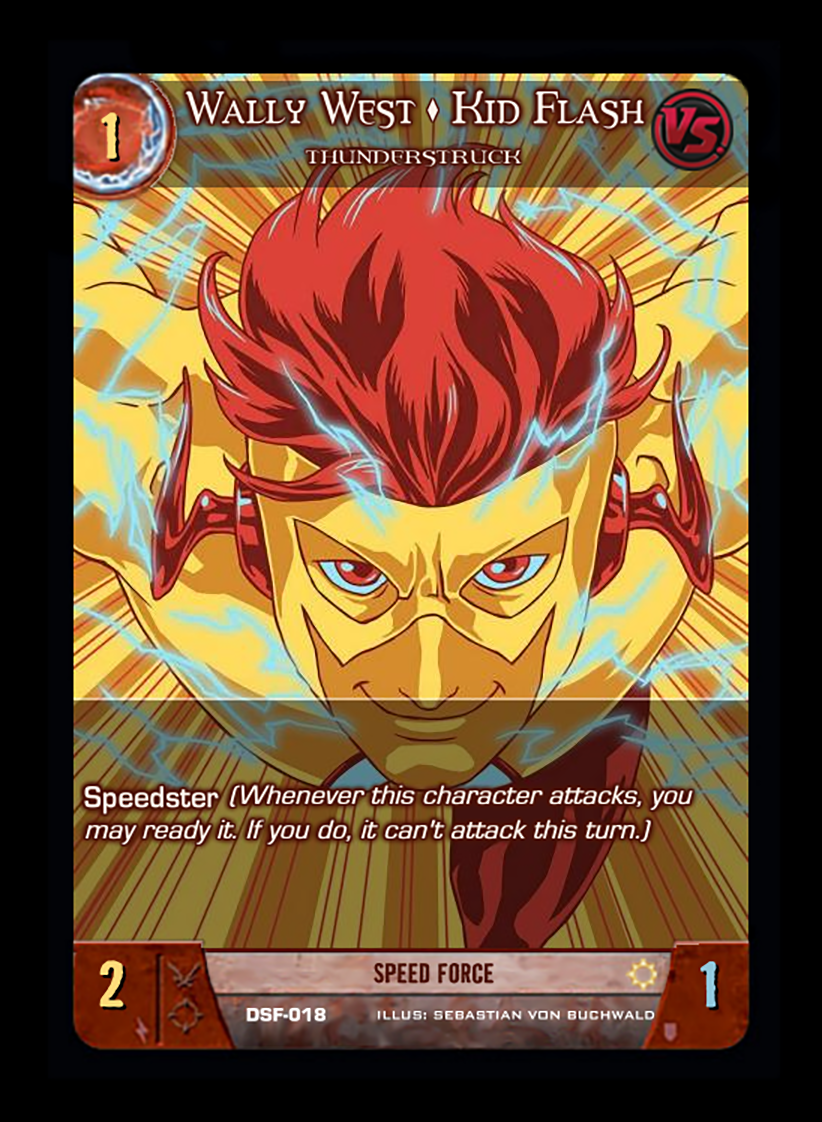 1
Wally West ♦ Kid Flash
VS.
THUNDERSTRUCK
Speedster (Whenever this character attacks, you
may ready it. If you do, it can't attack this turn.)
2
SPEED FORCE
1
DSF-018 ILLUS: SEBASTIAN VON BUCHWALD